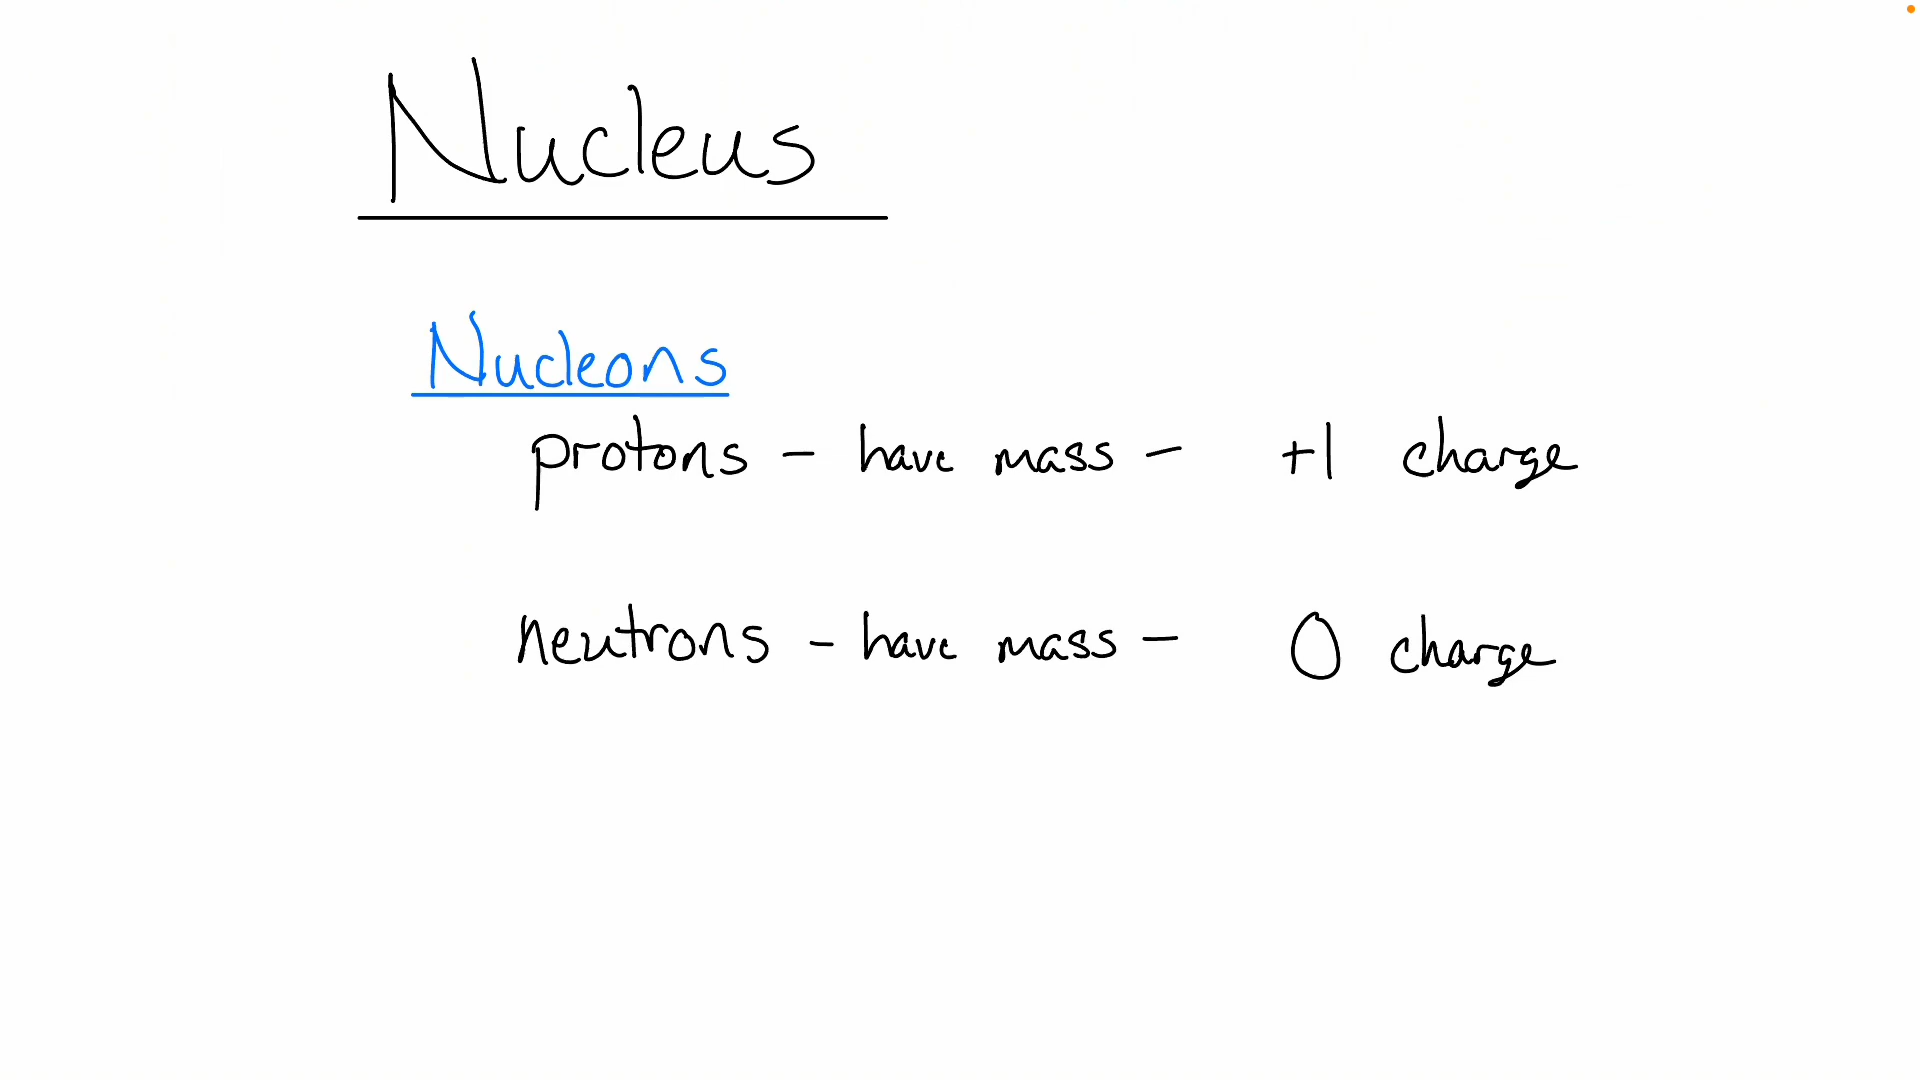 Nucleus
Nucleons
protons - have mass - +1 charge
neutrons - have mass - 0 charge